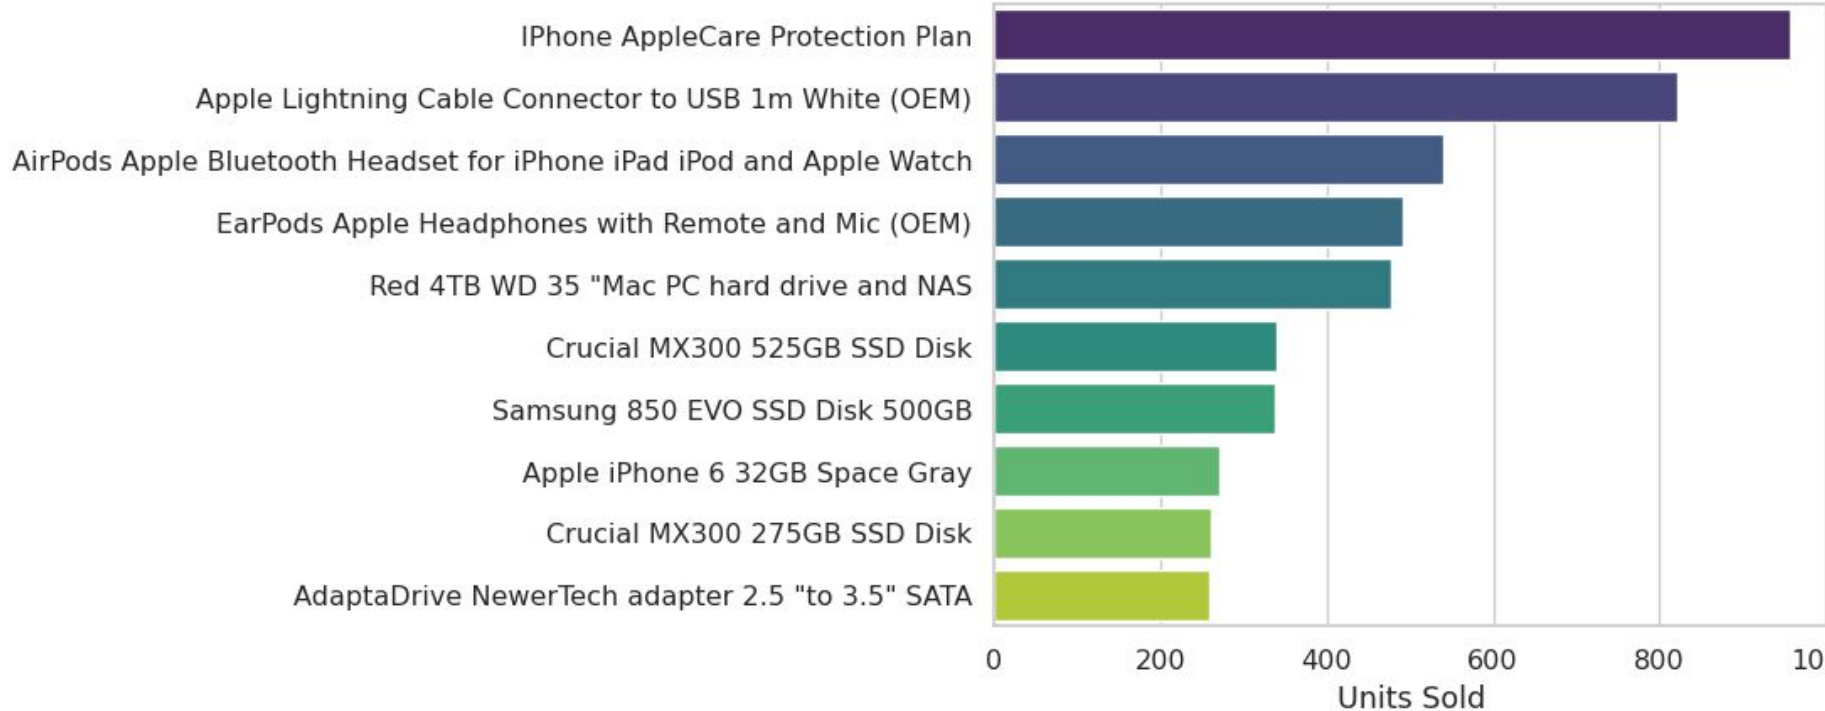 IPhone AppleCare Protection Plan
Apple Lightning Cable Connector to USB 1m White (OEM)
AirPods Apple Bluetooth Headset for iPhone iPad iPod and Apple Watch
EarPods Apple Headphones with Remote and Mic (OEM)
Red 4TB WD 35 "Mac PC hard drive and NAS
Crucial MX300 525GB SSD Disk
Samsung 850 EVO SSD Disk 500GB
Apple iPhone 6 32GB Space Gray
Crucial MX300 275GB SSD Disk
AdaptaDrive NewerTech adapter 2.5 "to 3.5" SATA
0 200 400 600 800 10
Units Sold